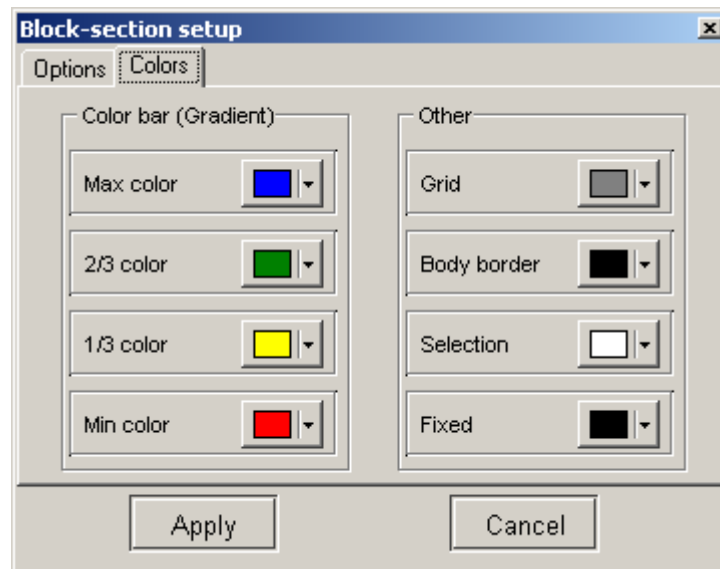 Block-section setup
Options
Colors
Color bar (Gradient)
Max color
2/3 color
1/3 color
Min color
Other
Grid
Body border
Selection
Fixed
Apply
Cancel